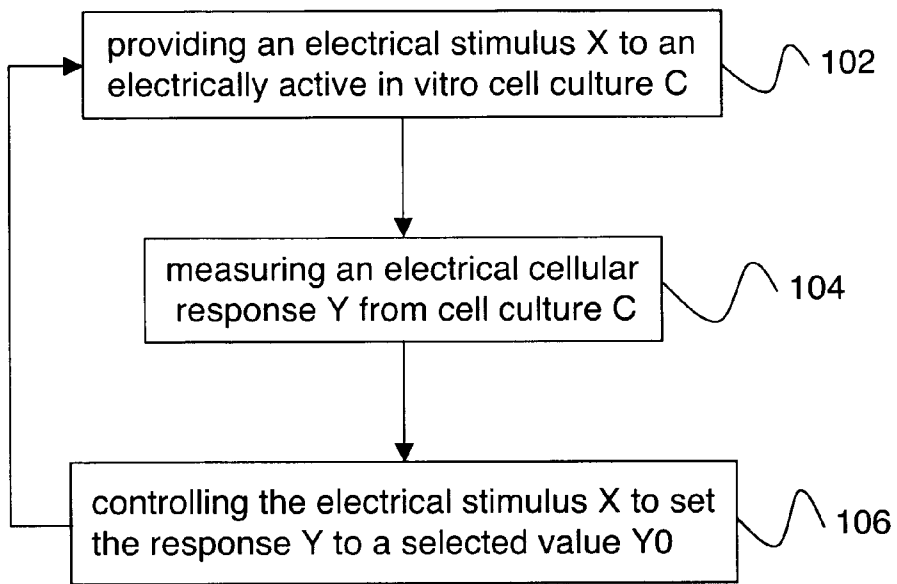 providing an electrical stimulus X to an
electrically active in vitro cell culture C
102
measuring an electrical cellular
response Y from cell culture C
104
controlling the electrical stimulus X to set
the response Y to a selected value Y0
106